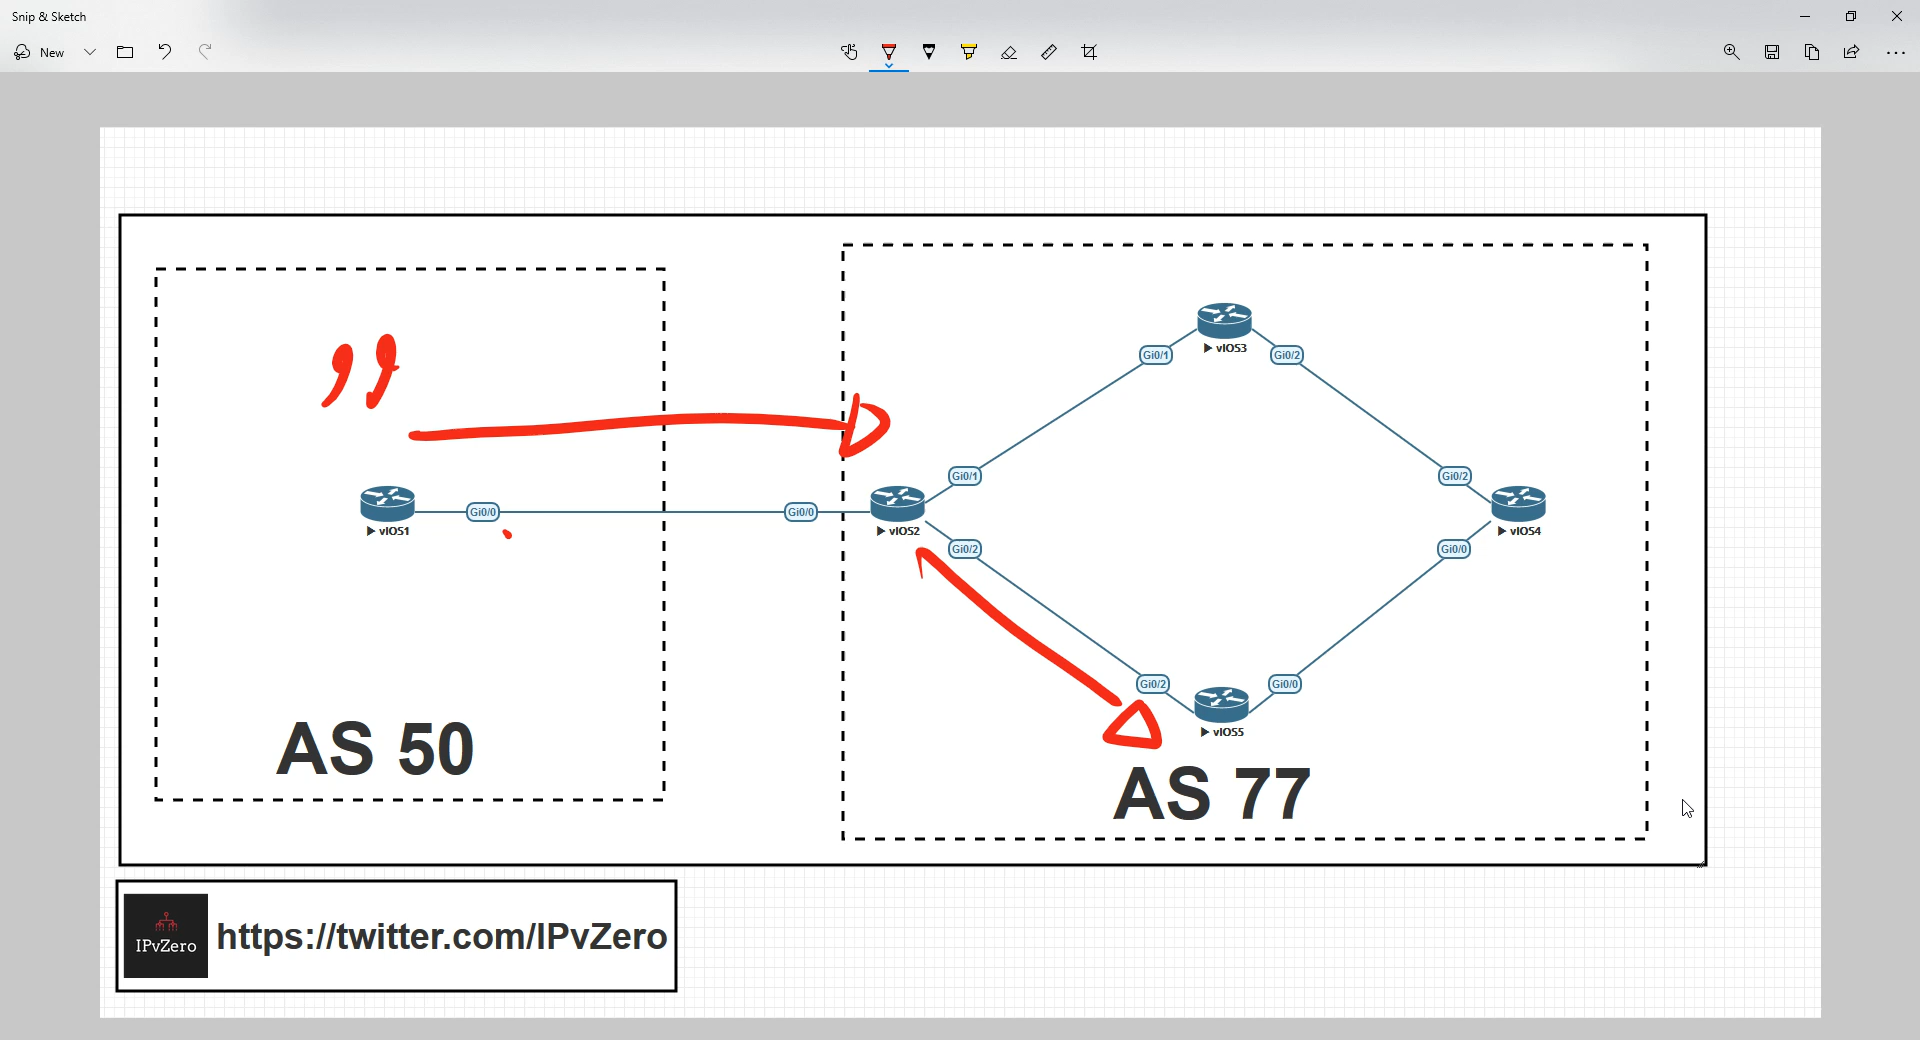 Snip & Sketch
New
Gi0/1
vIOS3
Gi0/2
Gi0/1
Gi0/2
vIOS1
Gi0/0
Gi0/0
vIOS2
vIOS4
Gi0/2
Gi0/0
Gi0/2
Gi0/0
vIOS5
AS 50
AS 77
IPvZero
https://twitter.com/IPvZero